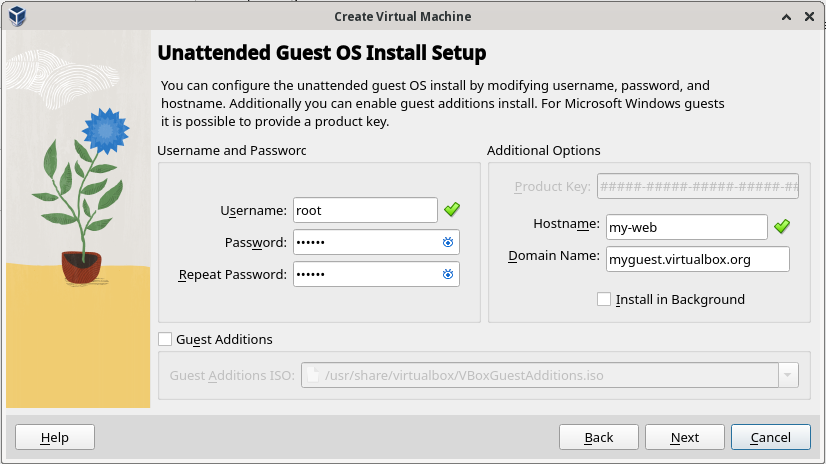 Create Virtual Machine
Unattended Guest OS Install Setup
You can configure the unattended guest OS install by modifying username, password, and
hostname. Additionally you can enable guest additions install. For Microsoft Windows guests
it is possible to provide a product key.
Username and Passworc
Additional Options
Product Key: #####-#####-#####-#####-##
Username: root
Hostname: my-web
Password: ••••••
Domain Name: myguest.virtualbox.org
Repeat Password: ••••••
Install in Background
Guest Additions
Guest Additions ISO: /usr/share/virtualbox/VBoxGuestAdditions.iso
Help
Back
Next
Cancel